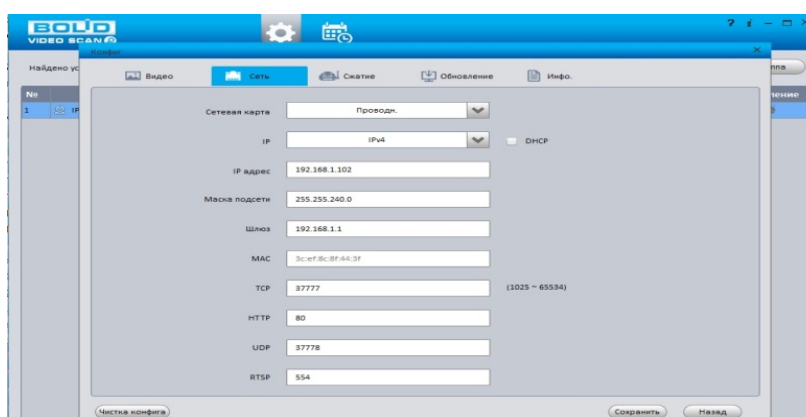 BOLID
VIDEO SCAN
? i
Конфиг
Найдено ус
ппа
Видео
Сеть
Сжатие
Обновление
Инфо.
№
1 IP
Сетевая карта Проводн.
IP IPv4 DHCP
IP адрес 192.168.1.102
Маска подсети 255.255.240.0
Шлюз 192.168.1.1
MAC 3c:ef:8c:8f:44:3f
TCP 37777 (1025 ~ 65534)
HTTP 80
UDP 37778
RTSP 554
Чистка конфига
Сохранить
Назад